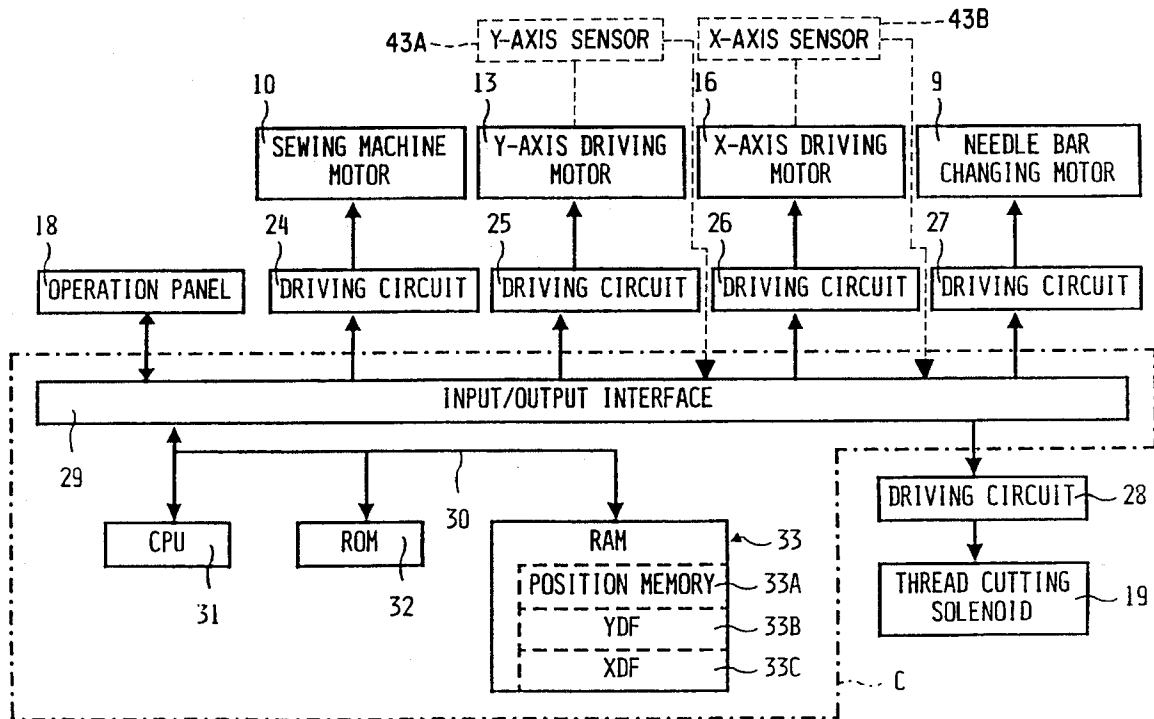 43A
Y-AXIS SENSOR
X-AXIS SENSOR
43B
10
13
16
9
SEWING MACHINE
MOTOR
Y-AXIS DRIVING
MOTOR
X-AXIS DRIVING
MOTOR
NEEDLE BAR
CHANGING MOTOR
18
24
25
26
27
OPERATION PANEL
DRIVING CIRCUIT
DRIVING CIRCUIT
DRIVING CIRCUIT
DRIVING CIRCUIT
INPUT/OUTPUT INTERFACE
29
30
DRIVING CIRCUIT
28
CPU
31
ROM
32
RAM
33
POSITION MEMORY
33A
YDF
33B
XDF
33C
THREAD CUTTING
SOLENOID
19
C